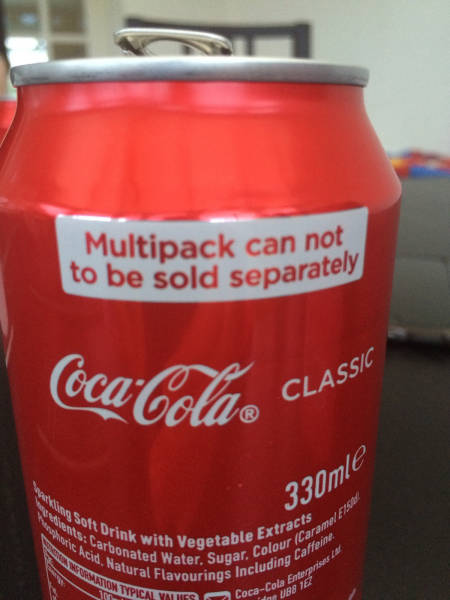 Multipack can not
to be sold separately
Coca-Cola® CLASSIC
330ml e
Sparkling Soft Drink with Vegetable Extracts
Ingredients: Carbonated Water, Sugar, Colour (Caramel E150d),
Phosphoric Acid, Natural Flavourings Including Caffeine.
INFORMATION TYPICAL VALUES
Coca-Cola Enterprises Ltd,
UB8 1EZ